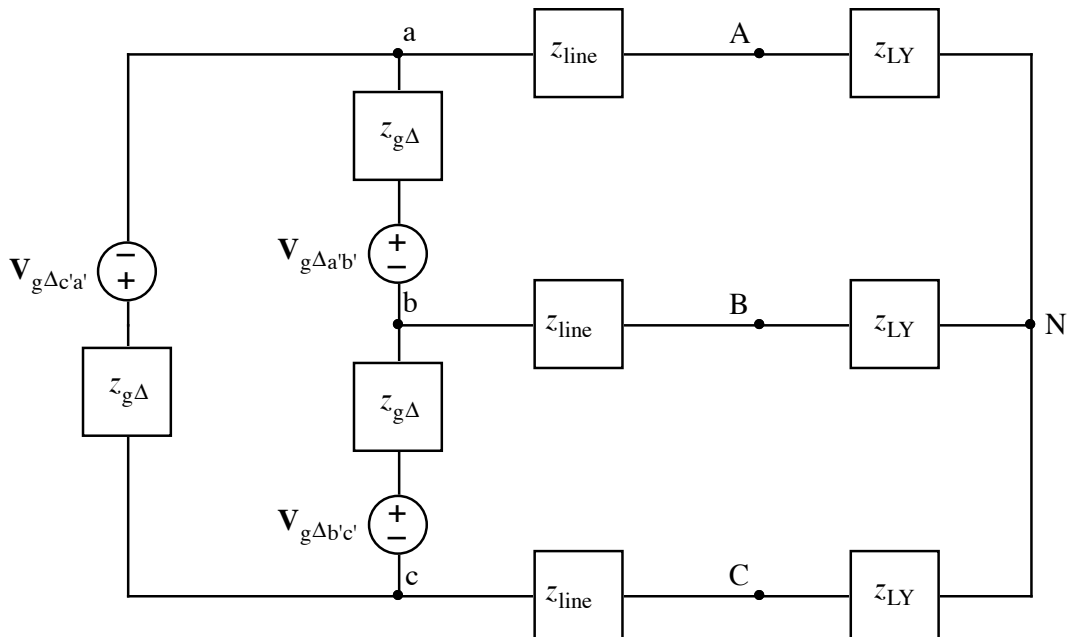 a
z_line
A
z_LY
z_gΔ
V_gΔc'a'
− +
V_gΔa'b'
+ −
b
z_line
B
z_LY
N
z_gΔ
z_gΔ
V_gΔb'c'
+ −
c
z_line
C
z_LY